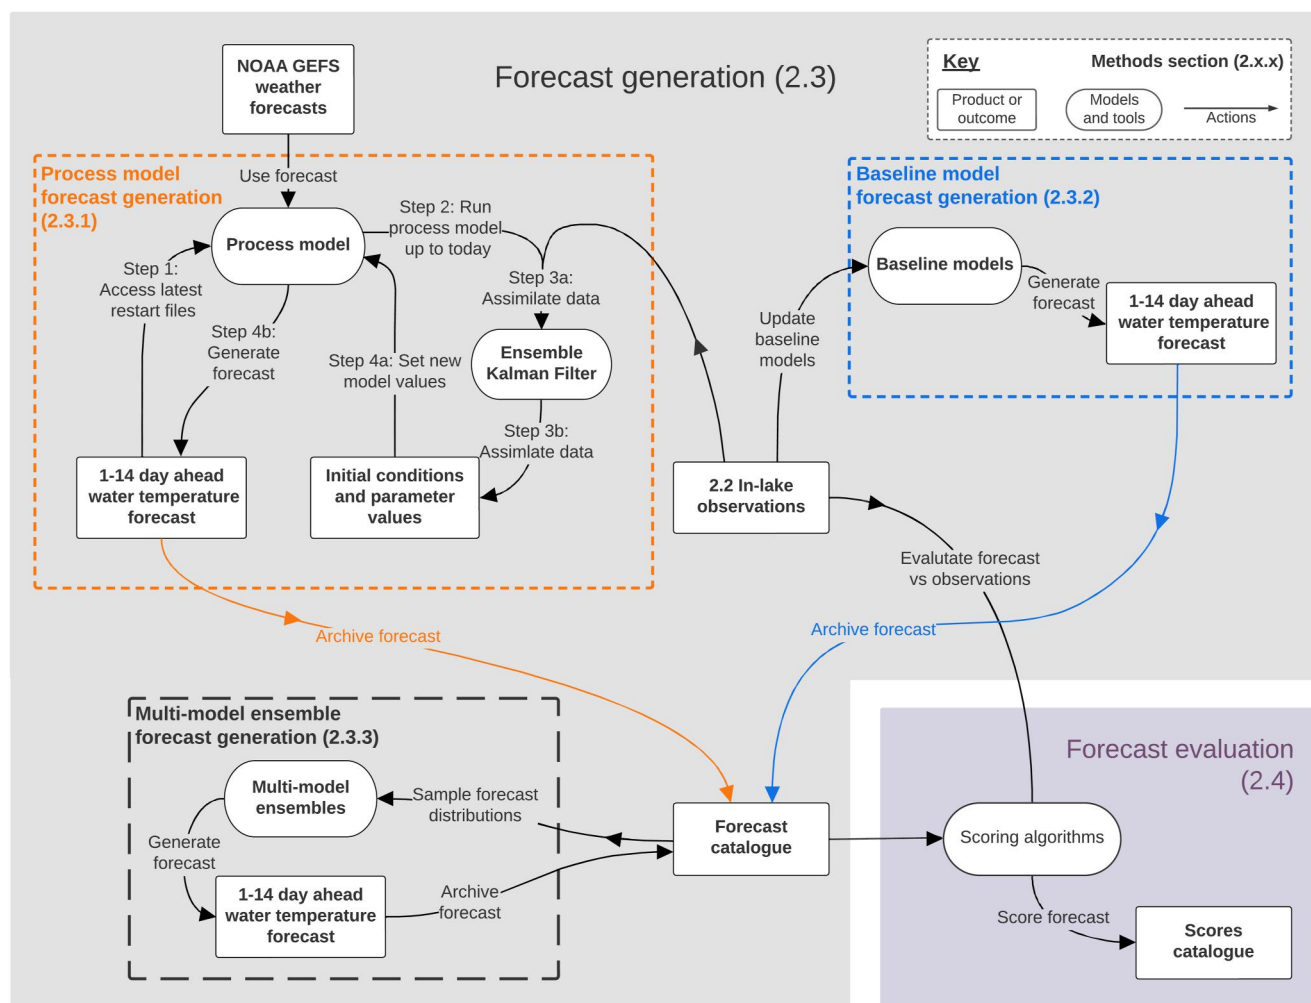 NOAA GEFS
weather
forecasts
Forecast generation (2.3)
Key
Methods section (2.x.x)
Product or
outcome
Models
and tools
Actions
Process model
forecast generation
(2.3.1)
Use forecast
Process model
Step 2: Run
process model
up to today
Step 1:
Access latest
restart files
Step 3a:
Assimilate data
Step 4b:
Generate
forecast
Step 4a: Set new
model values
Ensemble
Kalman Filter
Step 3b:
Assimlate data
1-14 day ahead
water temperature
forecast
Initial conditions
and parameter
values
Baseline model
forecast generation (2.3.2)
Baseline models
Generate
forecast
1-14 day ahead
water temperature
forecast
Update
baseline
models
2.2 In-lake
observations
Evalutate forecast
vs observations
Archive forecast
Archive forecast
Multi-model ensemble
forecast generation (2.3.3)
Multi-model
ensembles
Sample forecast
distributions
Generate
forecast
1-14 day ahead
water temperature
forecast
Archive
forecast
Forecast
catalogue
Forecast evaluation
(2.4)
Scoring algorithms
Score forecast
Scores
catalogue